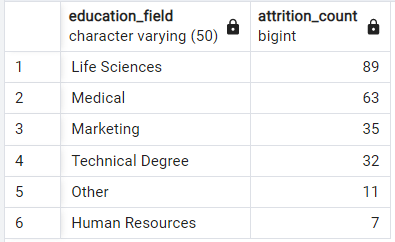 education_field attrition_count
character varying (50) bigint
1 Life Sciences 89
2 Medical 63
3 Marketing 35
4 Technical Degree 32
5 Other 11
6 Human Resources 7